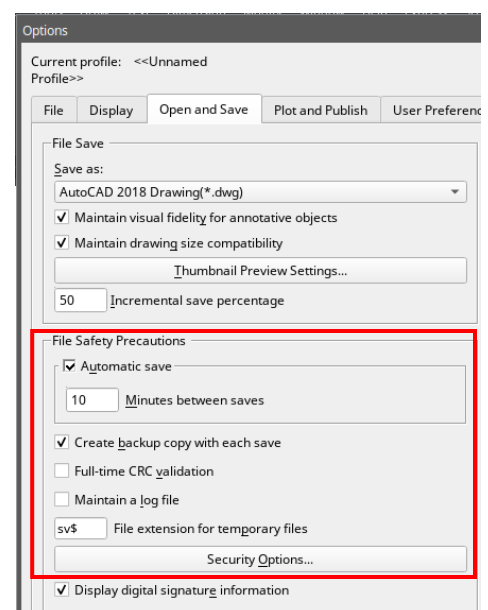 Options
Current profile: <<Unnamed
Profile>>
File Display Open and Save Plot and Publish User Preferenc
File Save
Save as:
AutoCAD 2018 Drawing(*.dwg)
Maintain visual fidelity for annotative objects
Maintain drawing size compatibility
Thumbnail Preview Settings...
50 Incremental save percentage
File Safety Precautions
Automatic save
10 Minutes between saves
Create backup copy with each save
Full-time CRC validation
Maintain a log file
sv$ File extension for temporary files
Security Options...
Display digital signature information